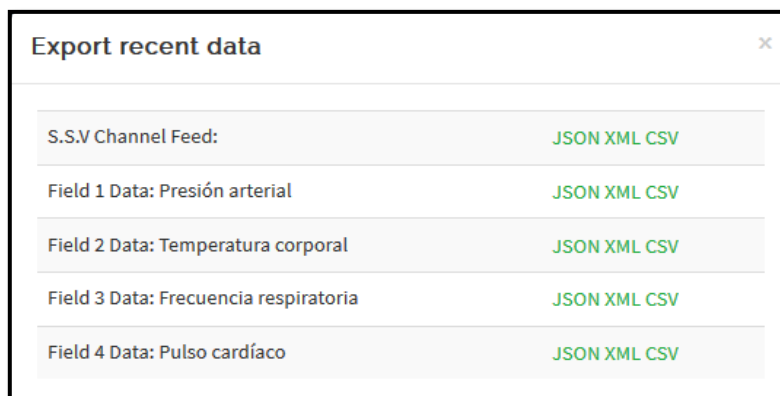 Export recent data ×
S.S.V Channel Feed: JSON XML CSV
Field 1 Data: Presión arterial JSON XML CSV
Field 2 Data: Temperatura corporal JSON XML CSV
Field 3 Data: Frecuencia respiratoria JSON XML CSV
Field 4 Data: Pulso cardíaco JSON XML CSV